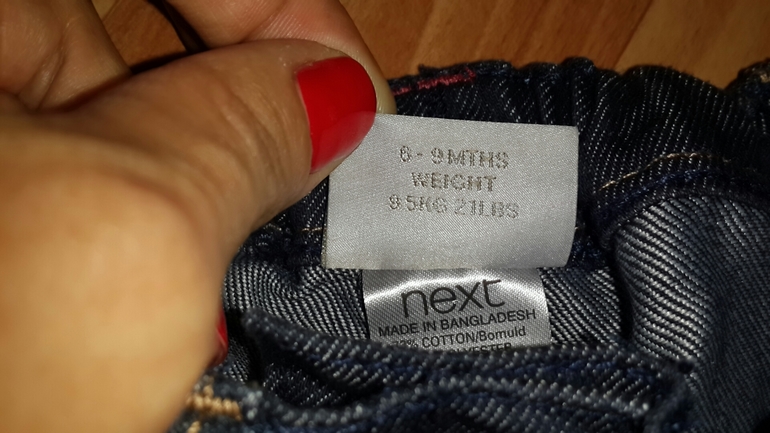 6 - 9 MTHS
WEIGHT
9.5KG 21LBS
next
MADE IN BANGLADESH
COTTON/Bomuld